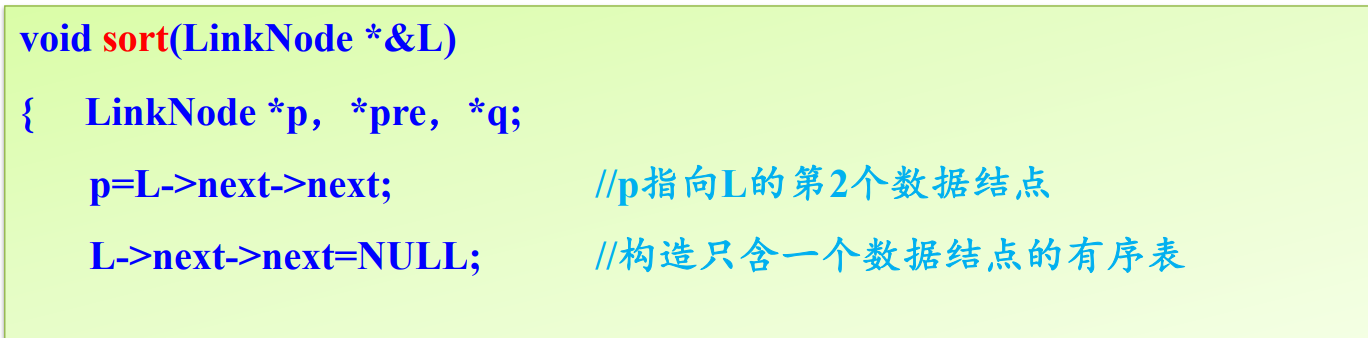 void sort(LinkNode *&L)
{ LinkNode *p，*pre，*q;
p=L->next->next; //p指向L的第2个数据结点
L->next->next=NULL; //构造只含一个数据结点的有序表